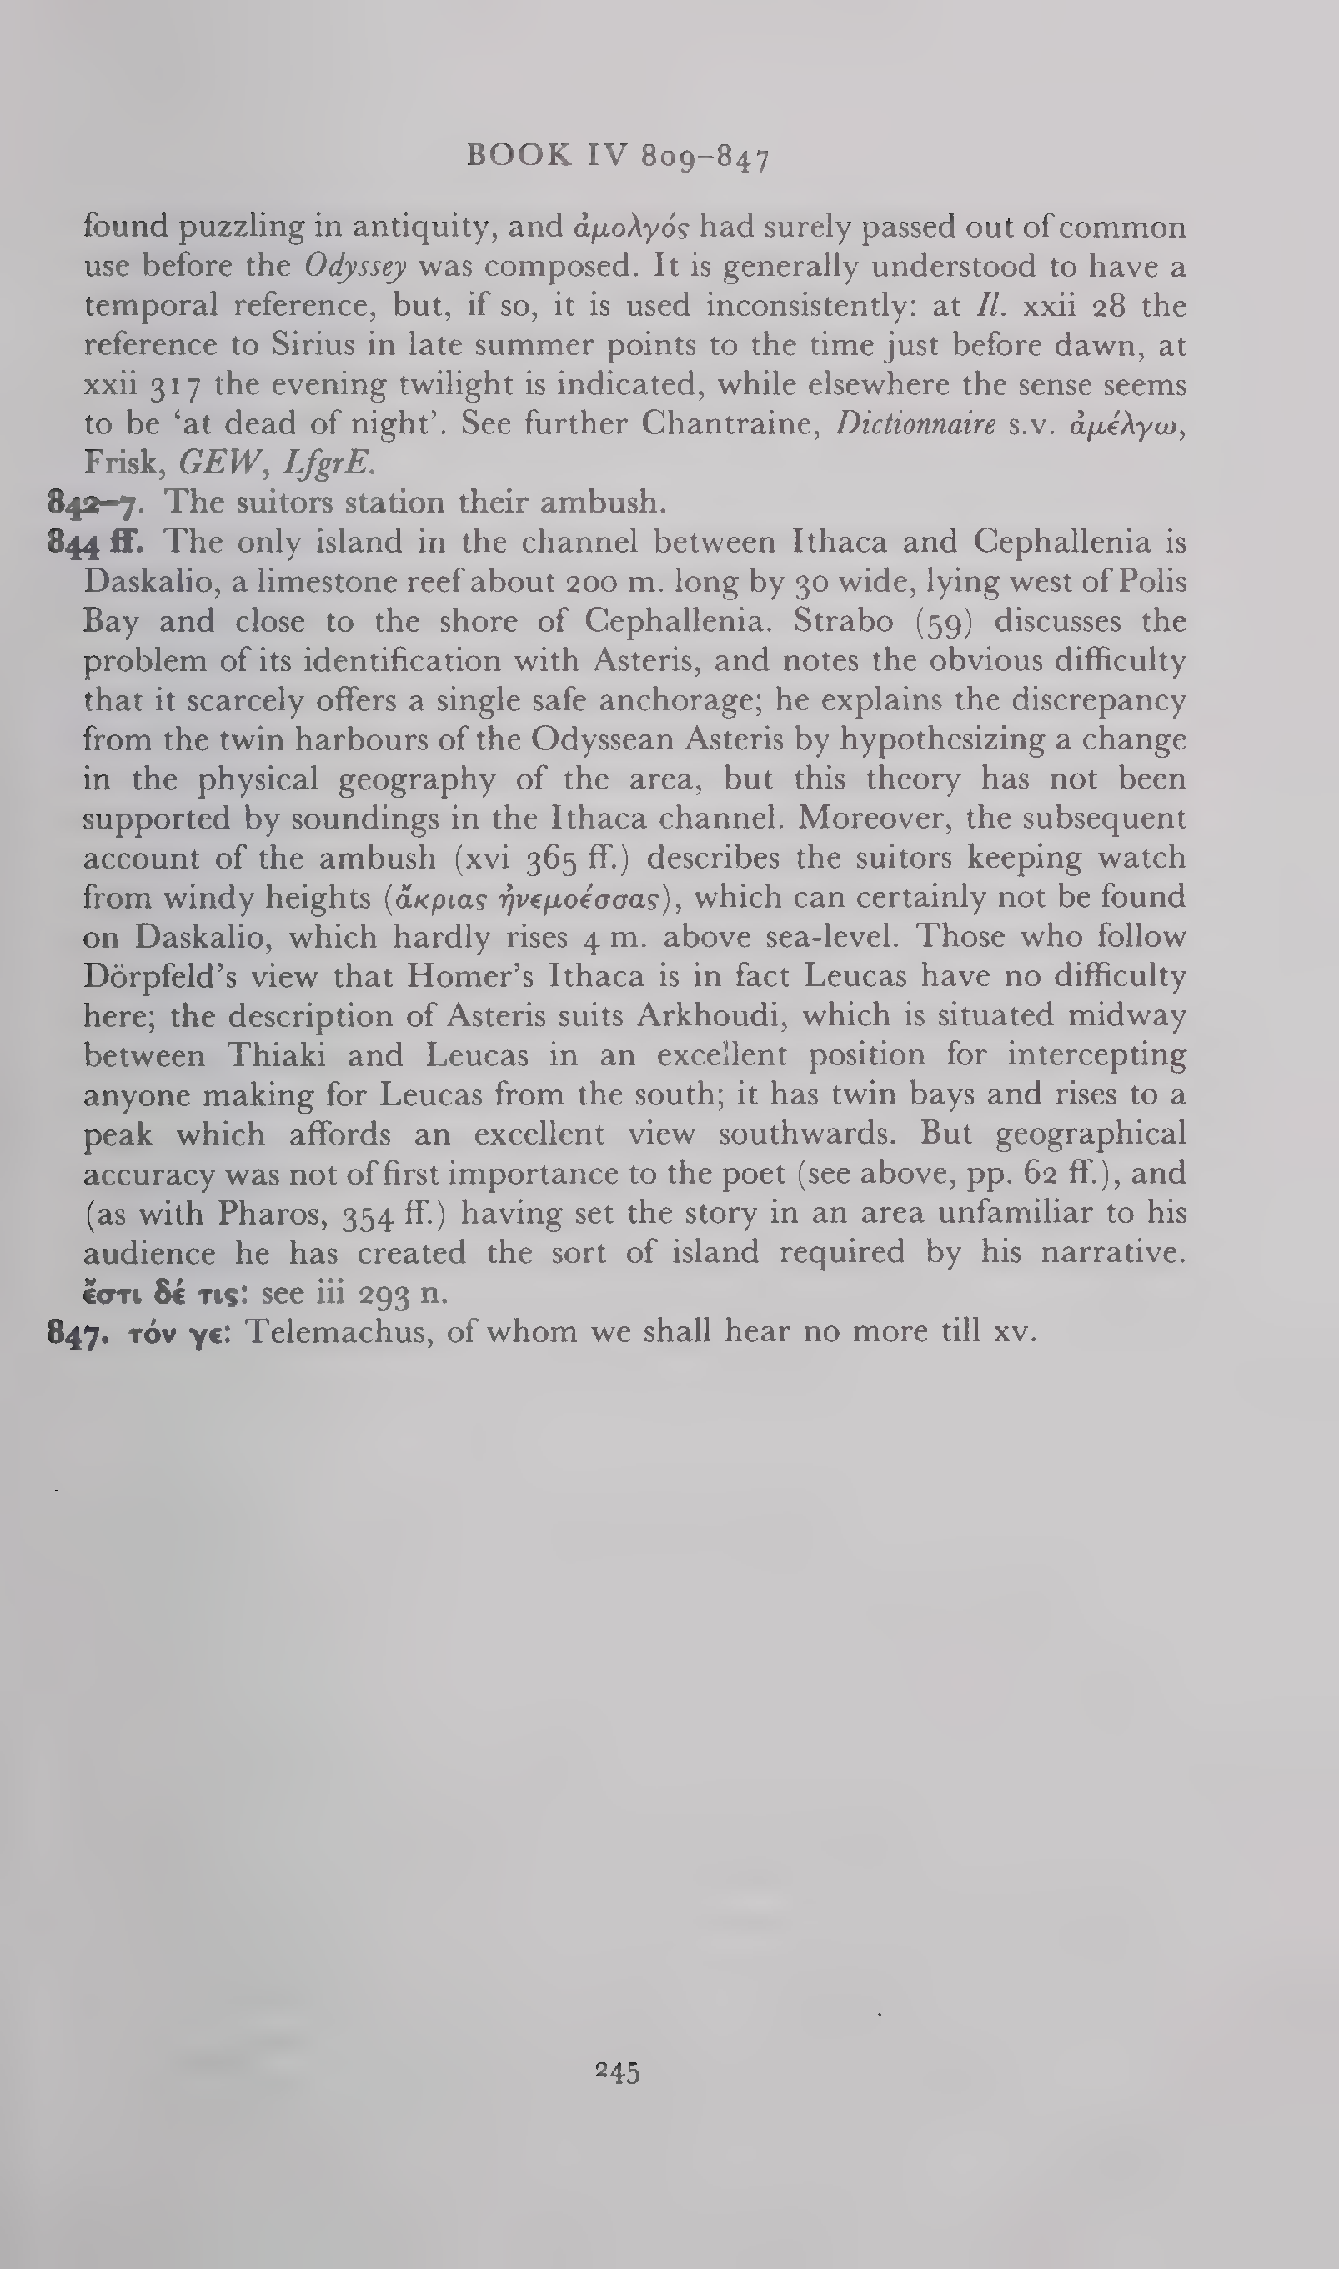 BOOK IV 809–847
found puzzling in antiquity, and ἀμολγός had surely passed out of common
use before the Odyssey was composed. It is generally understood to have a
temporal reference, but, if so, it is used inconsistently: at Il. xxii 28 the
reference to Sirius in late summer points to the time just before dawn, at
xxii 317 the evening twilight is indicated, while elsewhere the sense seems
to be ‘at dead of night’. See further Chantraine, Dictionnaire s.v. ἀμέλγω,
Frisk, GEW, LfgrE.
842–7. The suitors station their ambush.
844 ff. The only island in the channel between Ithaca and Cephallenia is
Daskalio, a limestone reef about 200 m. long by 30 wide, lying west of Polis
Bay and close to the shore of Cephallenia. Strabo (59) discusses the
problem of its identification with Asteris, and notes the obvious difficulty
that it scarcely offers a single safe anchorage; he explains the discrepancy
from the twin harbours of the Odyssean Asteris by hypothesizing a change
in the physical geography of the area, but this theory has not been
supported by soundings in the Ithaca channel. Moreover, the subsequent
account of the ambush (xvi 365 ff.) describes the suitors keeping watch
from windy heights (ἄκριας ἠνεμοέσσας), which can certainly not be found
on Daskalio, which hardly rises 4 m. above sea-level. Those who follow
Dörpfeld’s view that Homer’s Ithaca is in fact Leucas have no difficulty
here; the description of Asteris suits Arkhoudi, which is situated midway
between Thiaki and Leucas in an excellent position for intercepting
anyone making for Leucas from the south; it has twin bays and rises to a
peak which affords an excellent view southwards. But geographical
accuracy was not of first importance to the poet (see above, pp. 62 ff.), and
(as with Pharos, 354 ff.) having set the story in an area unfamiliar to his
audience he has created the sort of island required by his narrative.
ἔστι δέ τις: see iii 293 n.
847. τόν γε: Telemachus, of whom we shall hear no more till xv.
245